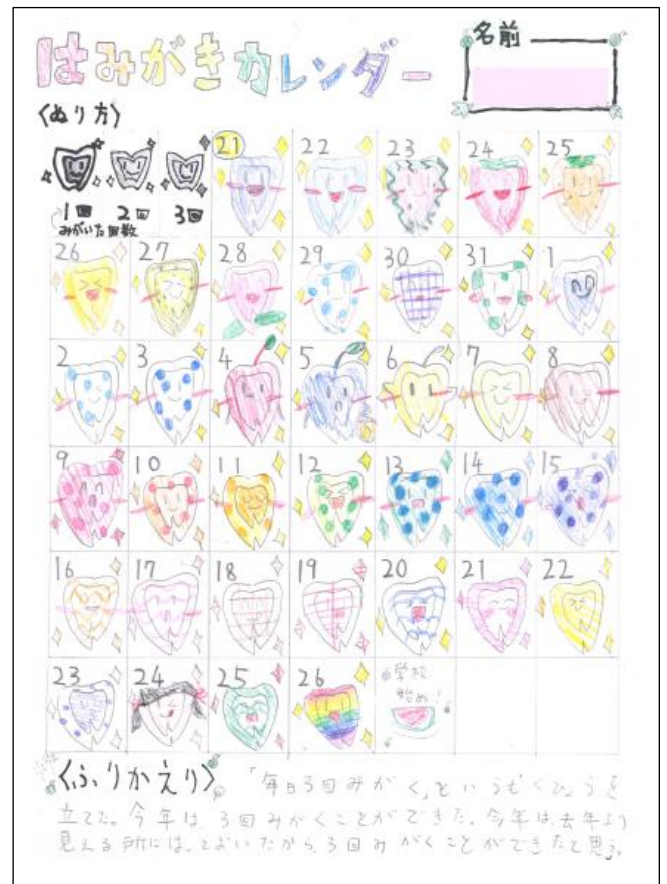 はみがきカレンダー
名前
〈ぬり方〉
1回 2回 3回
みがいた回数
21 22 23 24 25
26 27 28 29 30 31 1
2 3 4 5 6 7 8
9 10 11 12 13 14 15
16 17 18 19 20 21 22
23 24 25 26 学校
始め!
〈ふりかえり〉「毎日3回みがく」というもくひょうを
立てた。今年は、3回みがくことができた。今年は、去年より
見える所には、とおいたから、3回みがくことができたと思う。